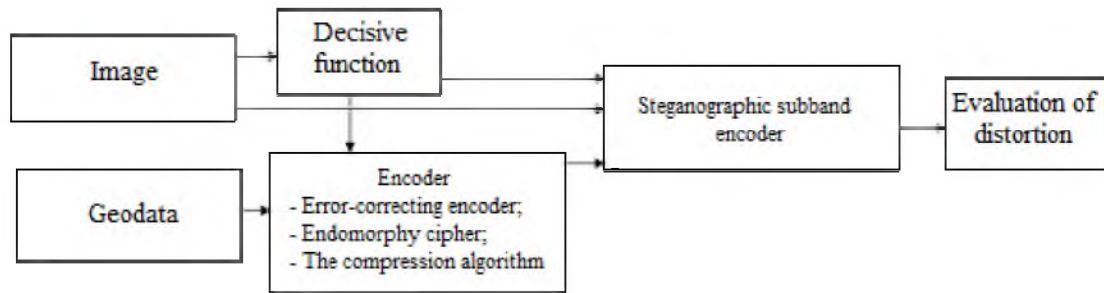 Image
Decisive
function
Steganographic subband
encoder
Evaluation of
distortion
Geodata
Encoder
- Error-correcting encoder;
- Endomorphy cipher;
- The compression algorithm